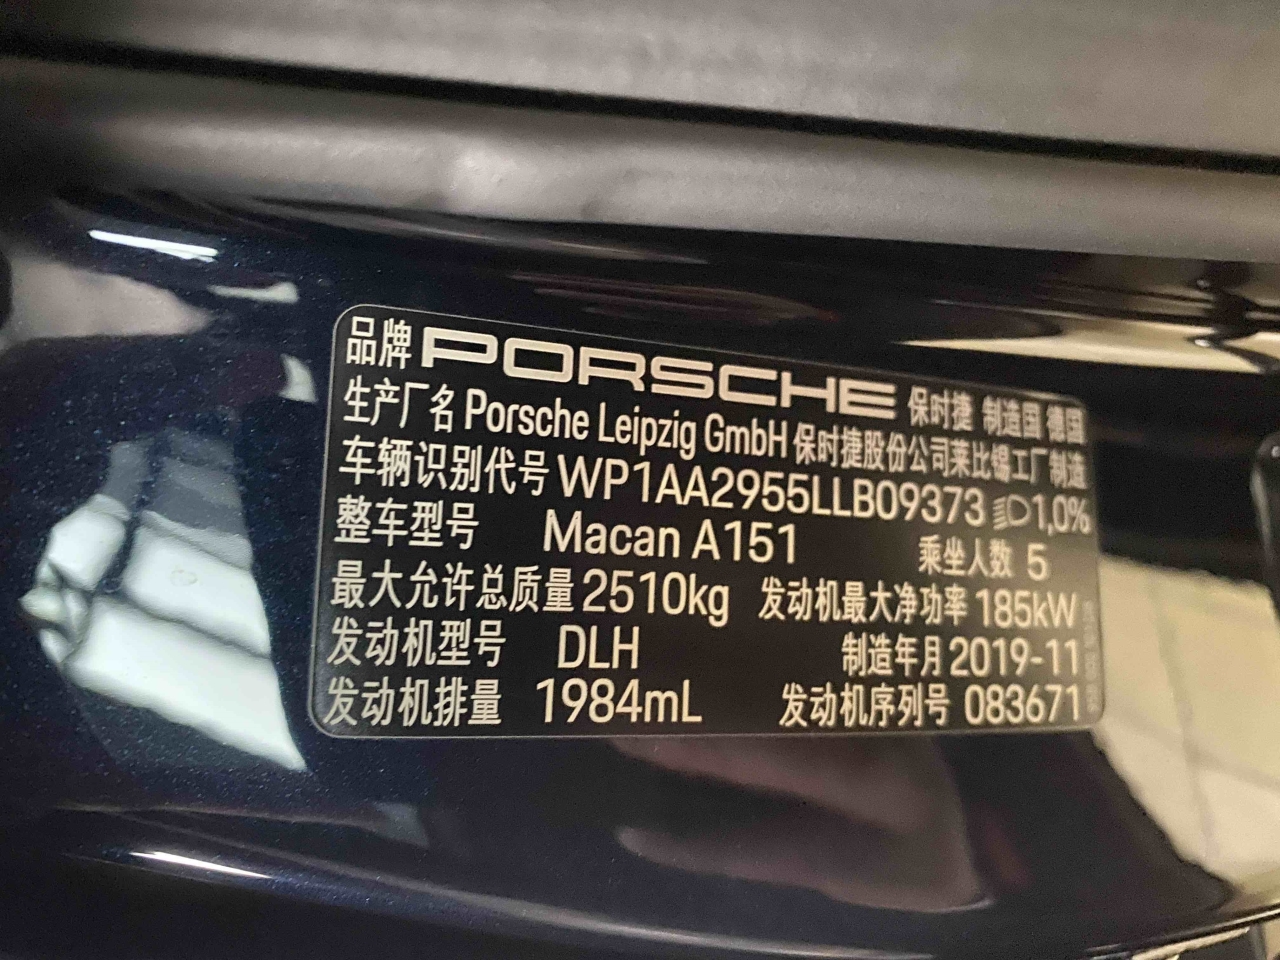 品牌 PORSCHE 保时捷 制造国 德国
生产厂名 Porsche Leipzig GmbH 保时捷股份公司莱比锡工厂制造
车辆识别代号 WP1AA2955LLB09373 1,0%
整车型号 Macan A151 乘坐人数 5
最大允许总质量 2510kg 发动机最大净功率 185kW
发动机型号 DLH 制造年月 2019-11
发动机排量 1984mL 发动机序列号 083671